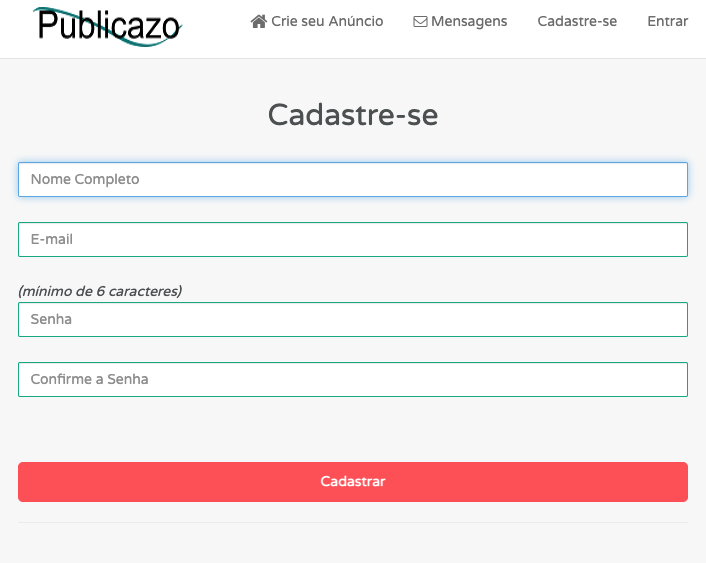 Publicazo
Crie seu Anúncio Mensagens Cadastre-se Entrar
Cadastre-se
Nome Completo
E-mail
(mínimo de 6 caracteres)
Senha
Confirme a Senha
Cadastrar